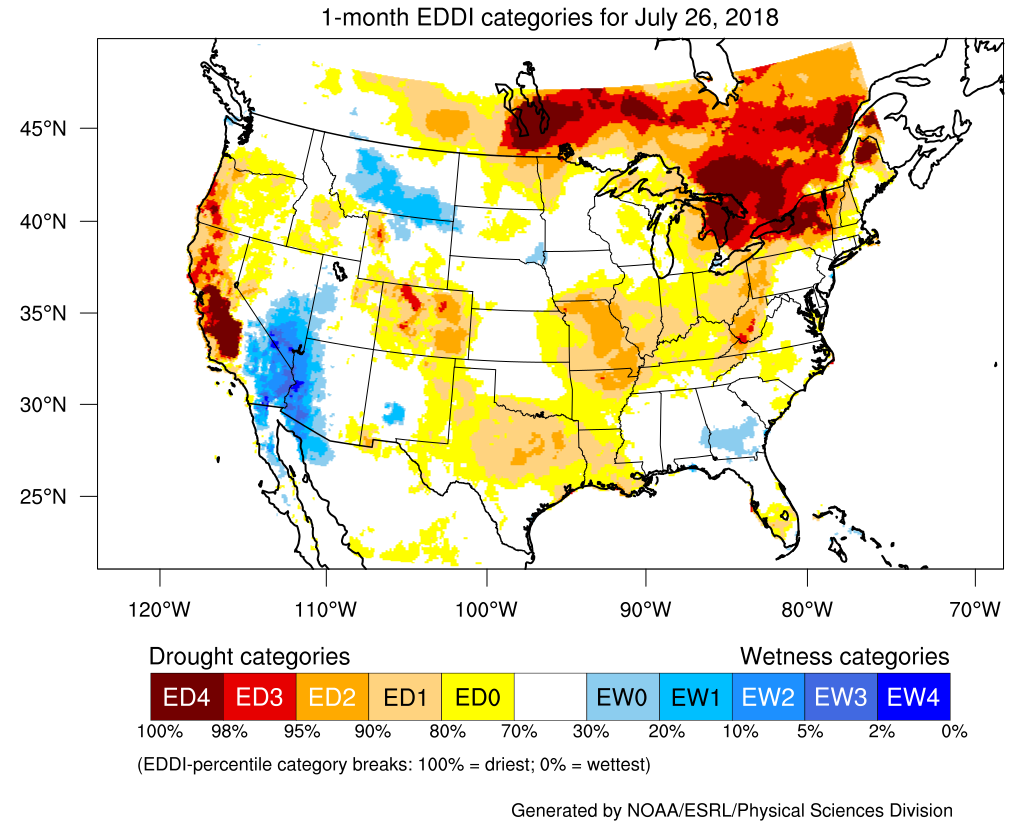 1-month EDDI categories for July 26, 2018
45°N
40°N
35°N
30°N
25°N
120°W 110°W 100°W 90°W 80°W 70°W
Drought categories Wetness categories
ED4 ED3 ED2 ED1 ED0 EW0 EW1 EW2 EW3 EW4
100% 98% 95% 90% 80% 70% 30% 20% 10% 5% 2% 0%
(EDDI-percentile category breaks: 100% = driest; 0% = wettest)
Generated by NOAA/ESRL/Physical Sciences Division